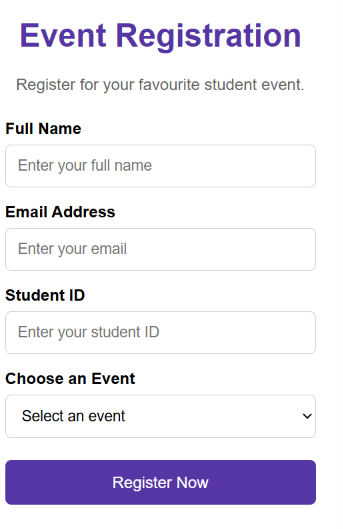 Event Registration
Register for your favourite student event.
Full Name
Enter your full name
Email Address
Enter your email
Student ID
Enter your student ID
Choose an Event
Select an event
Register Now